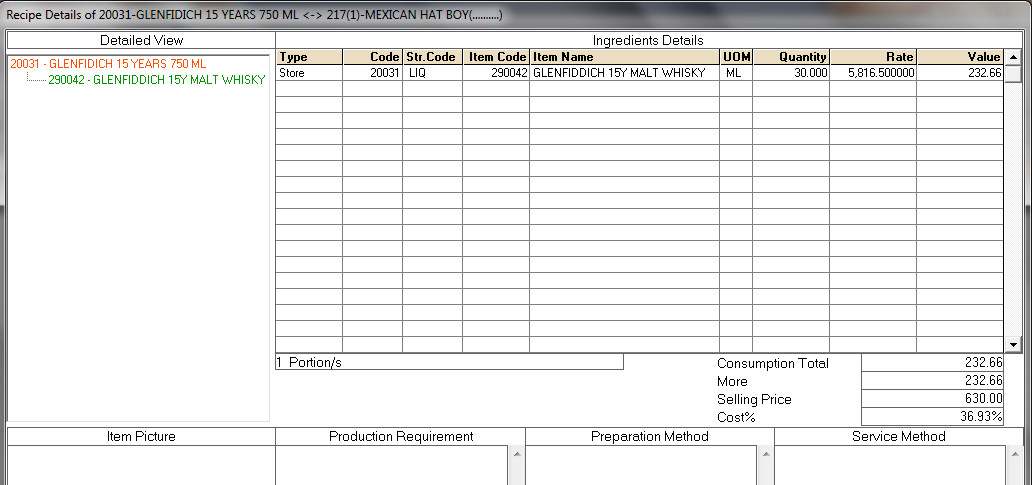 Recipe Details of 20031-GLENFIDICH 15 YEARS 750 ML <-> 217(1)-MEXICAN HAT BOY(..........)
Detailed View
Ingredients Details
20031 - GLENFIDICH 15 YEARS 750 ML
290042 - GLENFIDDICH 15Y MALT WHISKY
Type Code Str.Code Item Code Item Name UOM Quantity Rate Value
Store 20031 LIQ 290042 GLENFIDDICH 15Y MALT WHISKY ML 30.000 5,816.500000 232.66
1 Portion/s
Consumption Total 232.66
More 232.66
Selling Price 630.00
Cost% 36.93%
Item Picture Production Requirement Preparation Method Service Method